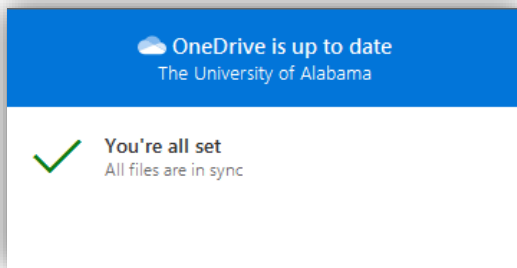 OneDrive is up to date
The University of Alabama
You're all set
All files are in sync